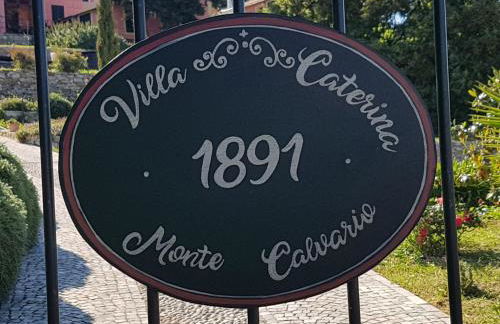 Villa Caterina
1891
Monte Calvario